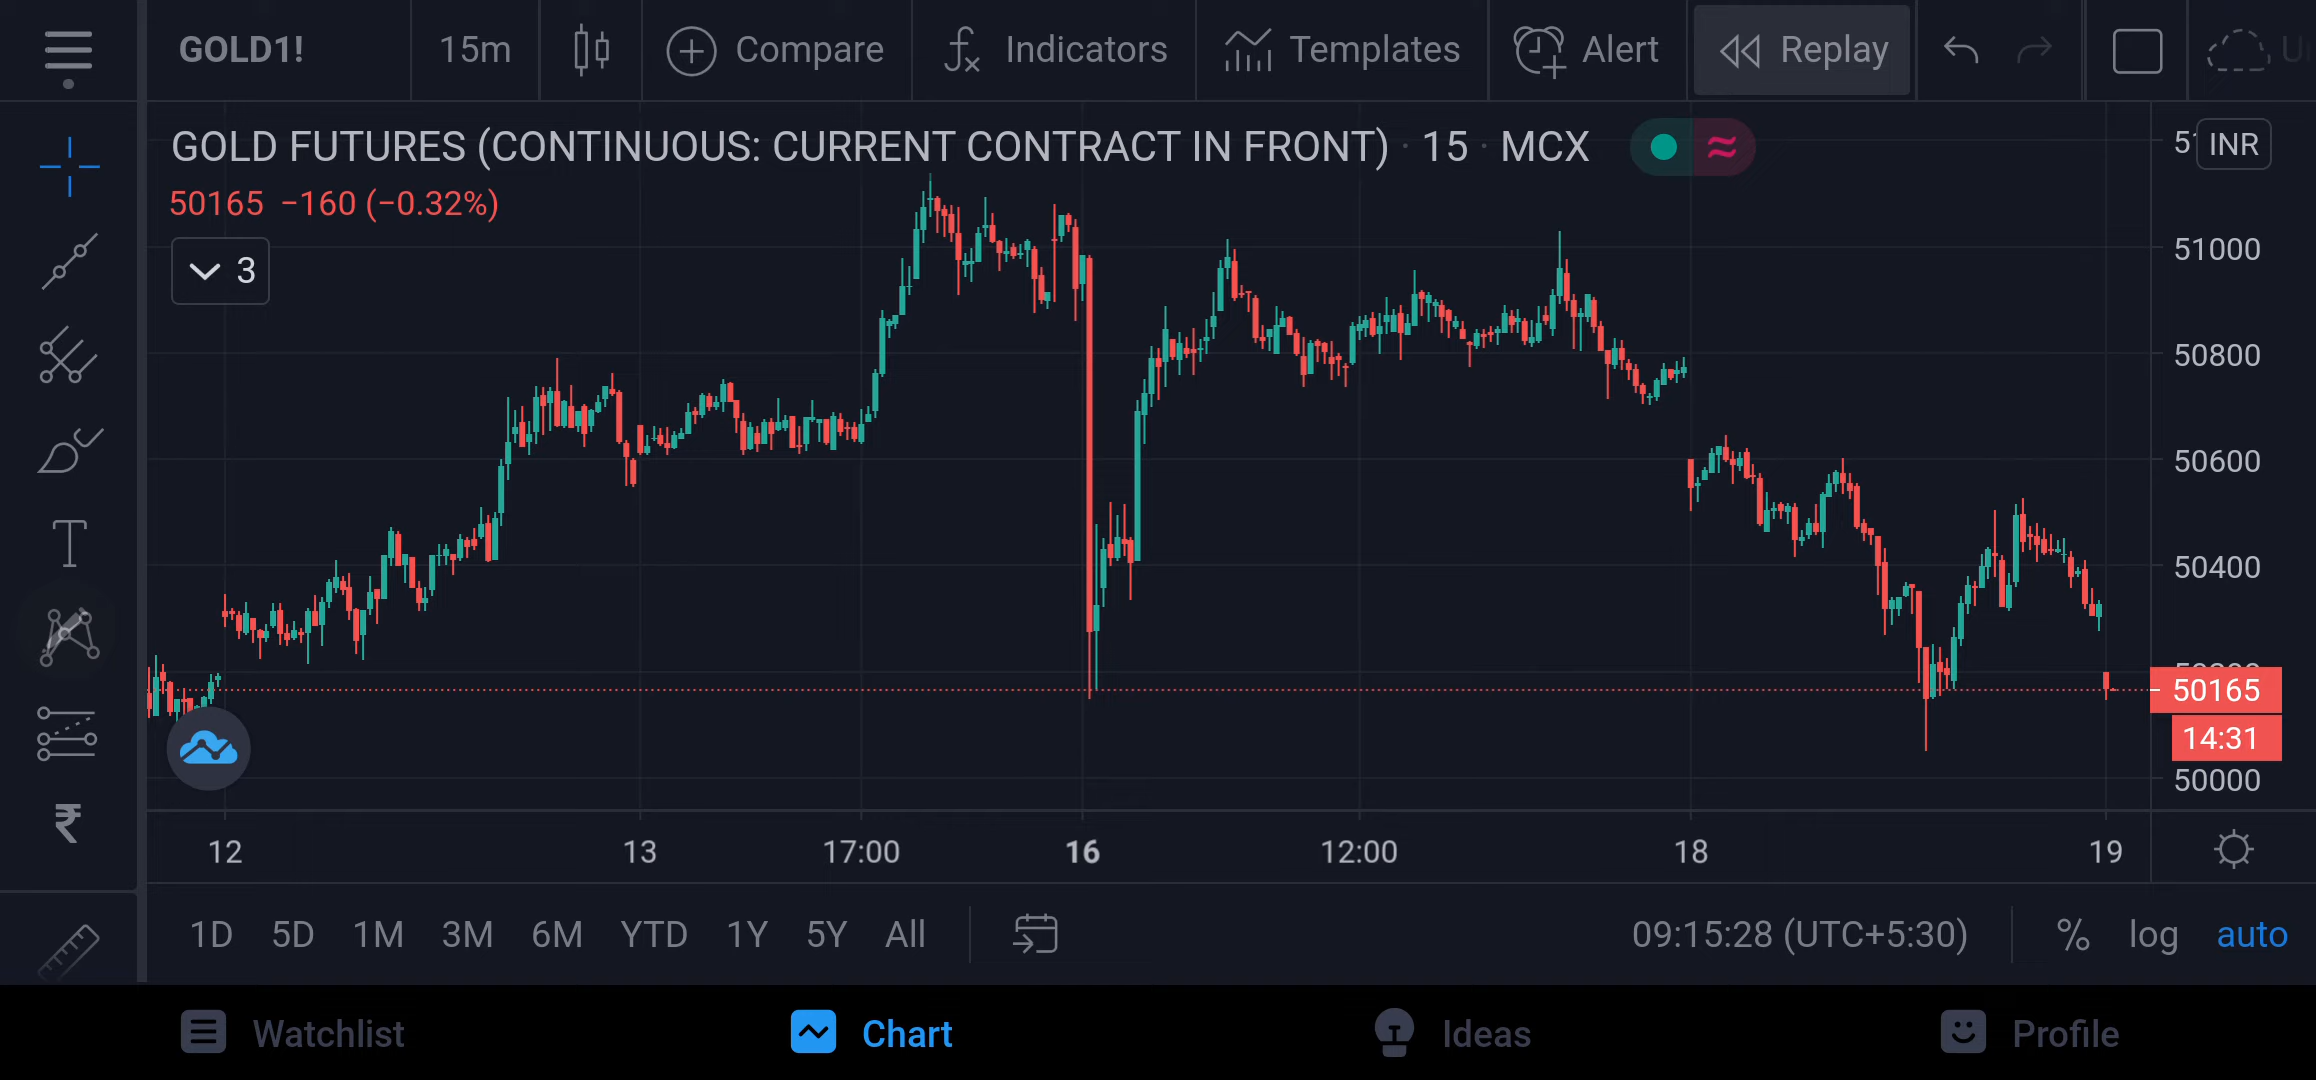 GOLD1!
15m
Compare
Indicators
Templates
Alert
Replay
GOLD FUTURES (CONTINUOUS: CURRENT CONTRACT IN FRONT) · 15 · MCX
INR
50165 −160 (−0.32%)
3
51000
50800
50600
50400
50165
14:31
50000
12 13 17:00 16 12:00 18 19
1D 5D 1M 3M 6M YTD 1Y 5Y All
09:15:28 (UTC+5:30)
% log auto
Watchlist
Chart
Ideas
Profile